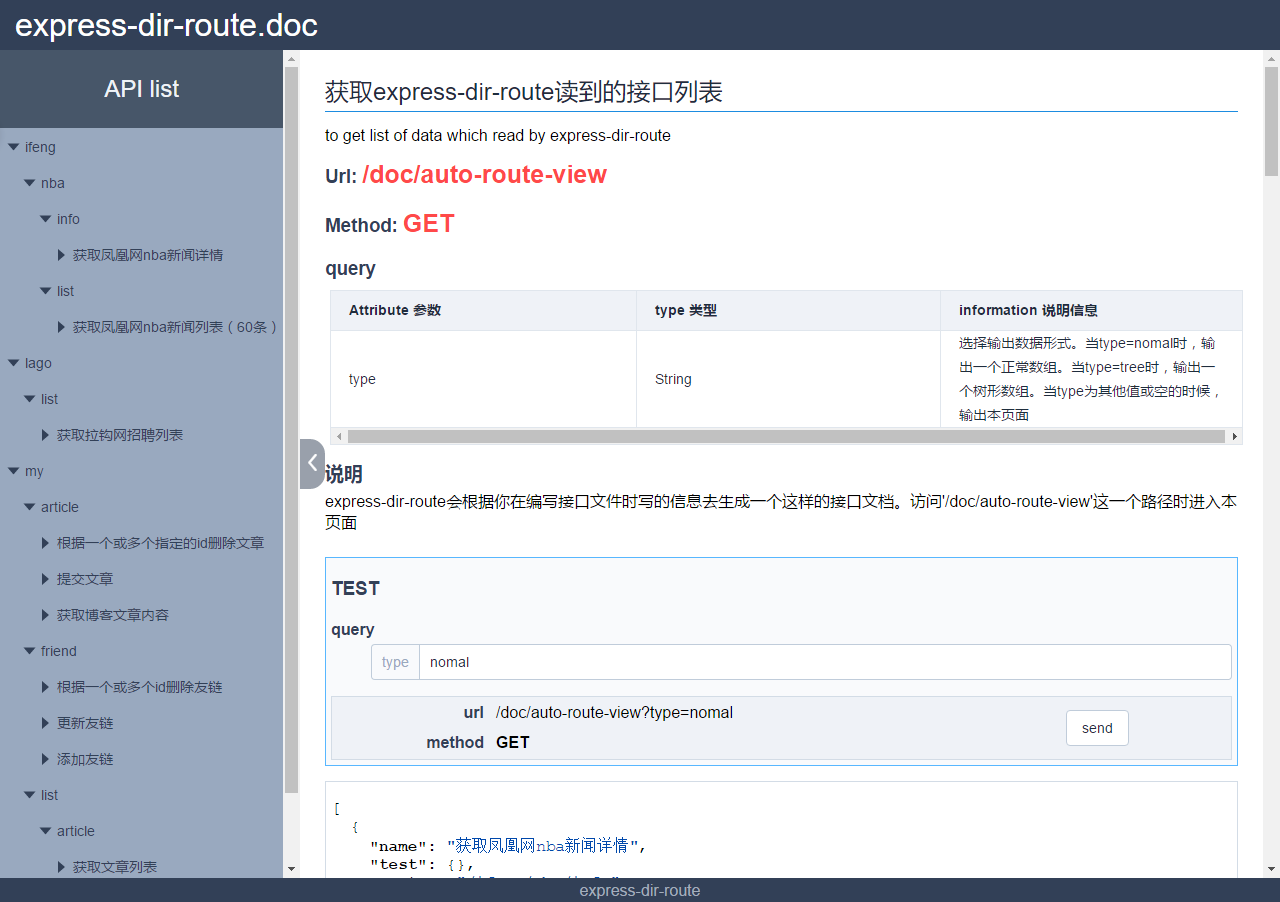 express-dir-route.doc
API list
ifeng
nba
info
获取凤凰网nba新闻详情
list
获取凤凰网nba新闻列表（60条）
lago
list
获取拉钩网招聘列表
my
article
根据一个或多个指定的id删除文章
提交文章
获取博客文章内容
friend
根据一个或多个id删除友链
更新友链
添加友链
list
article
获取文章列表
获取express-dir-route读到的接口列表
to get list of data which read by express-dir-route
Url: /doc/auto-route-view
Method: GET
query
Attribute 参数 type 类型 information 说明信息
type String 选择输出数据形式。当type=nomal时，输
出一个正常数组。当type=tree时，输出一
个树形数组。当type为其他值或空的时候，
输出本页面
说明
express-dir-route会根据你在编写接口文件时写的信息去生成一个这样的接口文档。访问'/doc/auto-route-view'这一个路径时进入本
页面
TEST
query
type nomal
url /doc/auto-route-view?type=nomal
method GET
send
[
{
"name": "获取凤凰网nba新闻详情",
"test": {},
express-dir-route